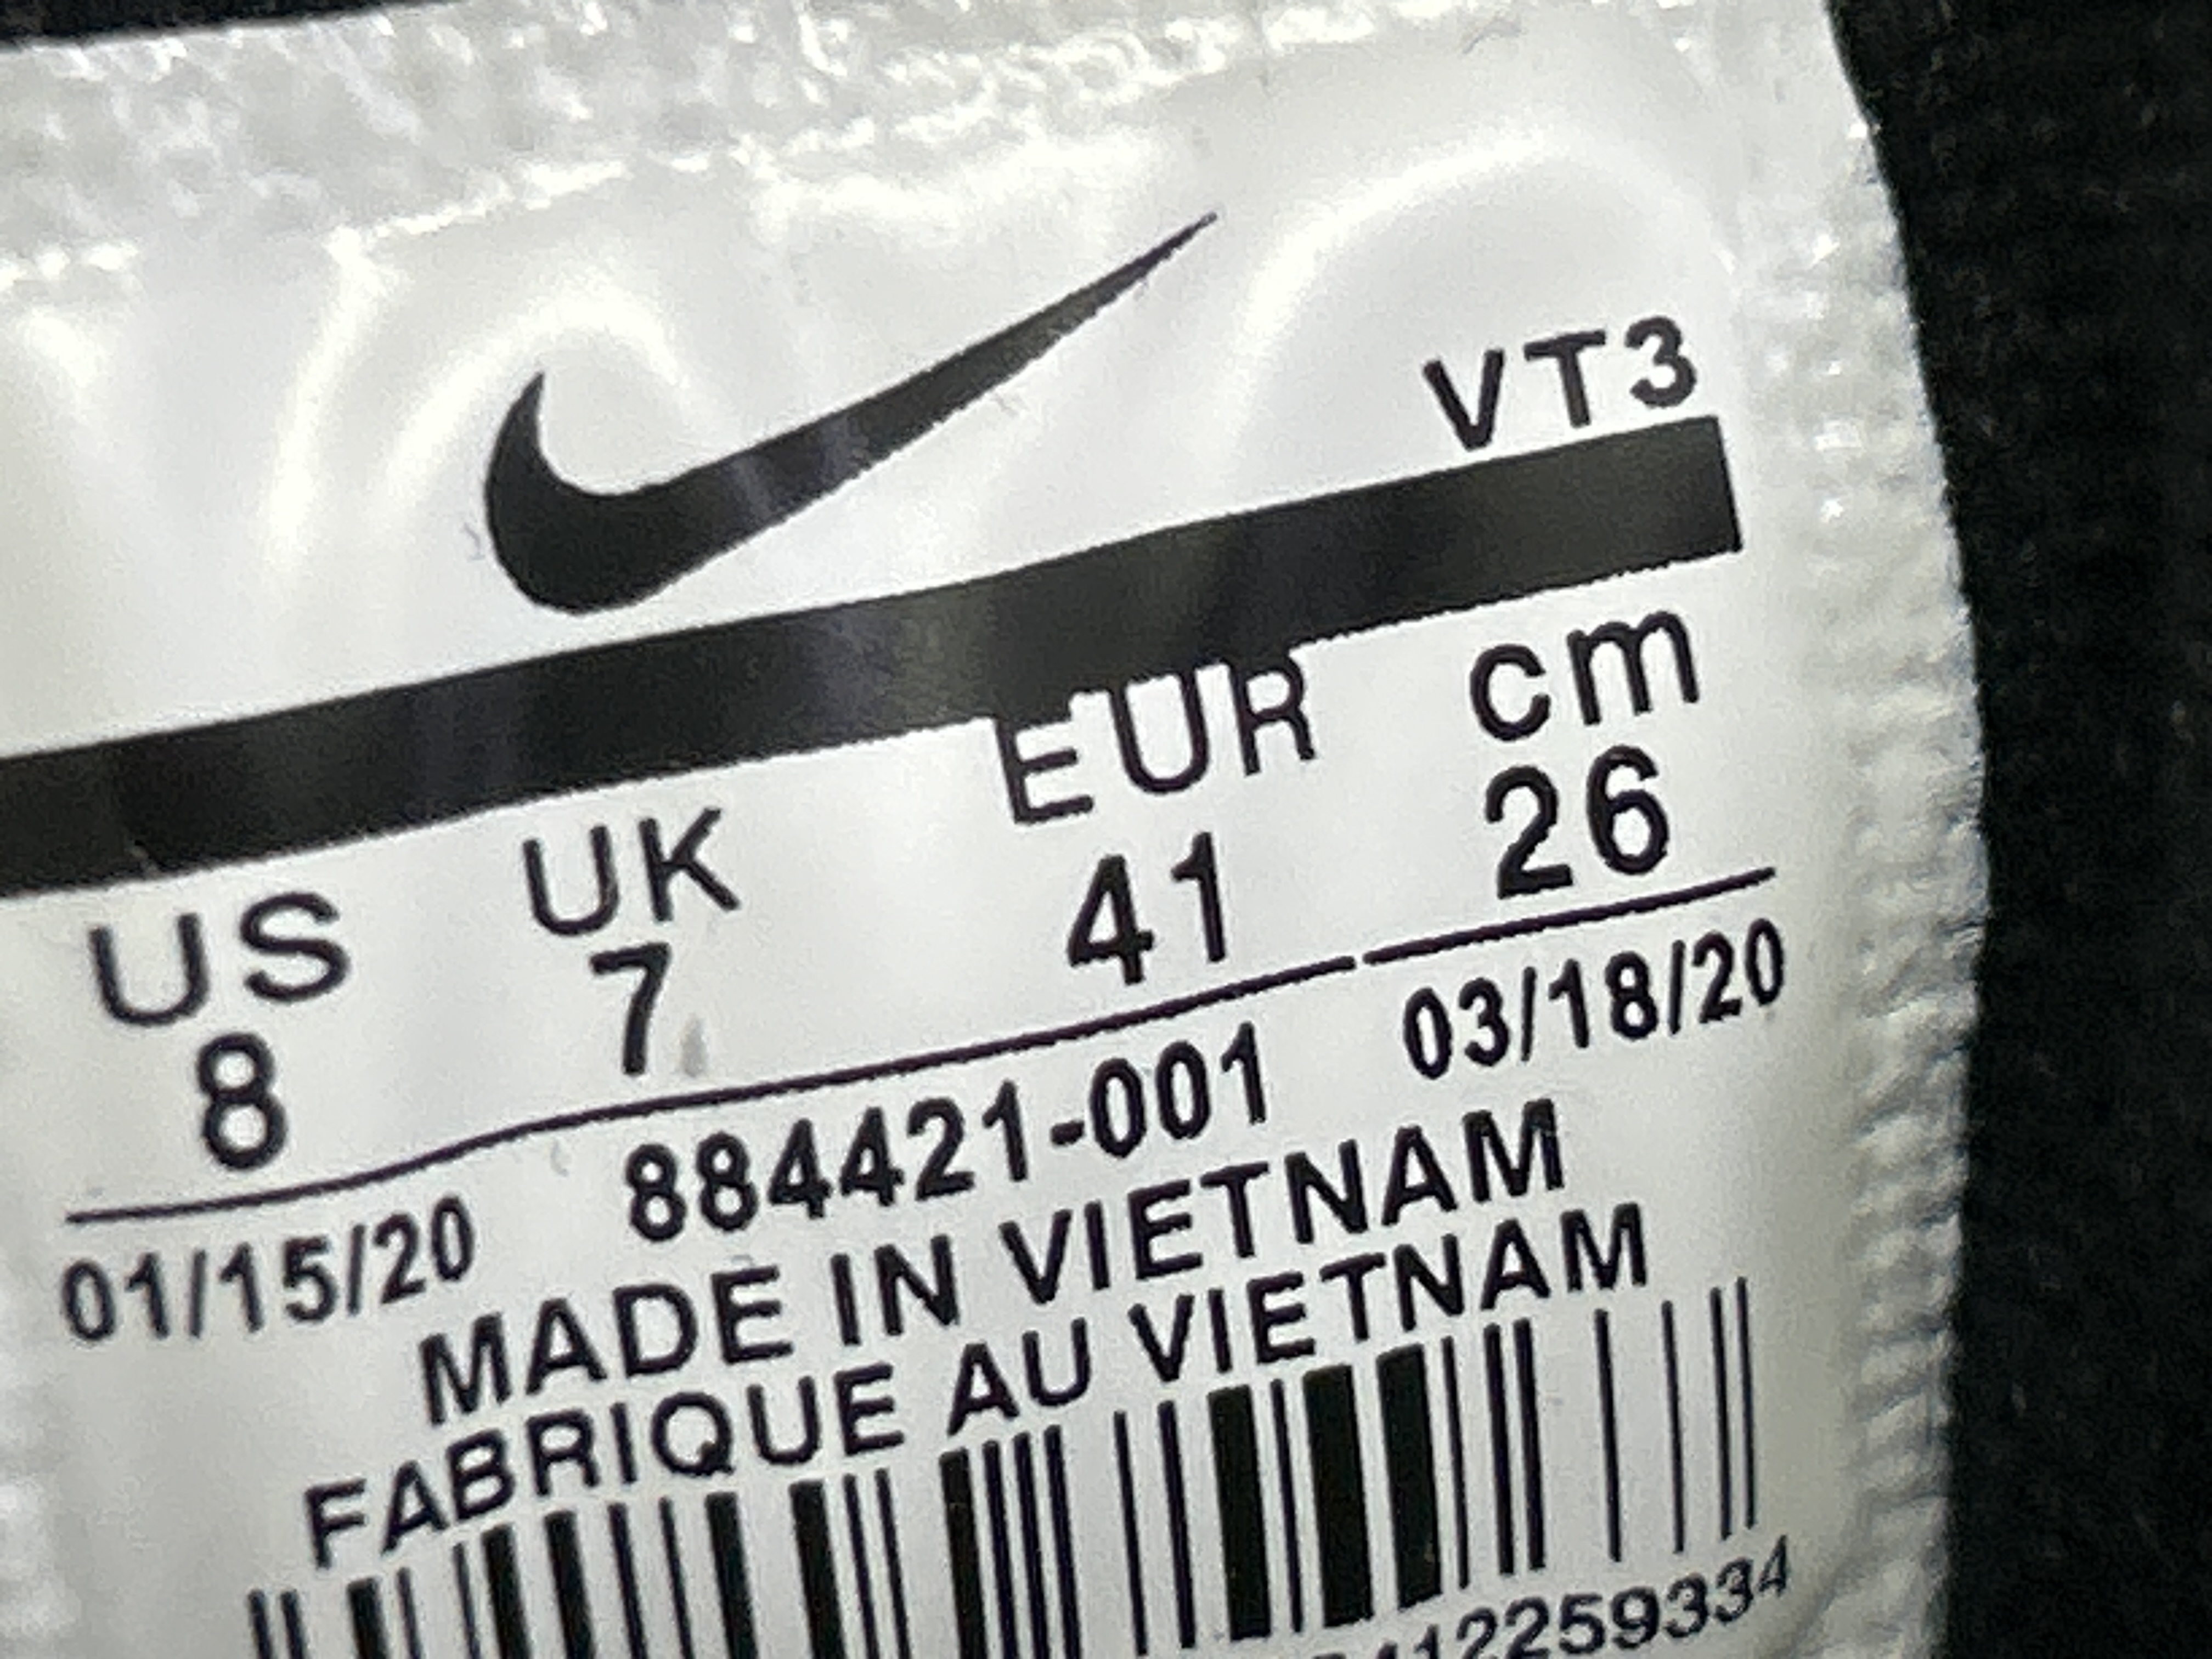 VT3
US UK EUR cm
8 7 41 26
01/15/20 884421-001 03/18/20
MADE IN VIETNAM
FABRIQUE AU VIETNAM
412259334